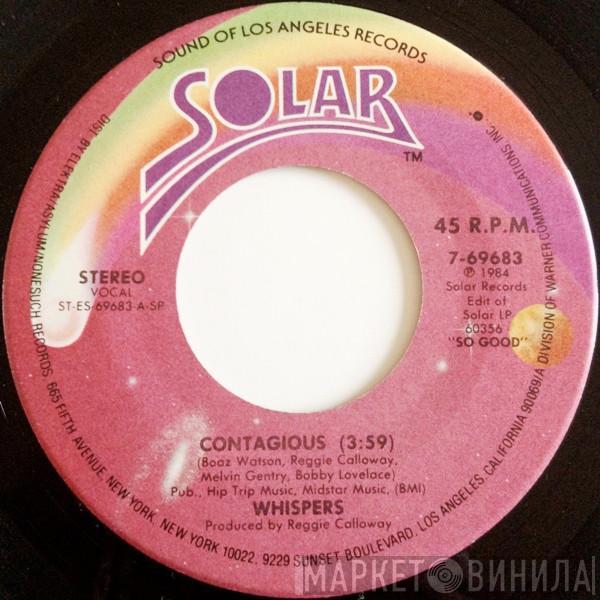 SOUND OF LOS ANGELES RECORDS
SOLAR
TM
45 R.P.M.
7-69683
℗ 1984
Solar Records
Edit of
Solar LP
60356
"SO GOOD"
STEREO
VOCAL
ST-ES-69683-A-SP
CONTAGIOUS (3:59)
(Boaz Watson, Reggie Calloway,
Melvin Gentry, Bobby Lovelace)
Pub., Hip Trip Music, Midstar Music, (BMI)
WHISPERS
Produced by Reggie Calloway
DIST. BY ELEKTRA/ASYLUM/NONESUCH RECORDS, 665 FIFTH AVENUE, NEW YORK, NEW YORK 10022, 9229 SUNSET BOULEVARD, LOS ANGELES, CALIFORNIA 90069/A DIVISION OF WARNER COMMUNICATIONS INC.
МАРКЕТ ВИНИЛА